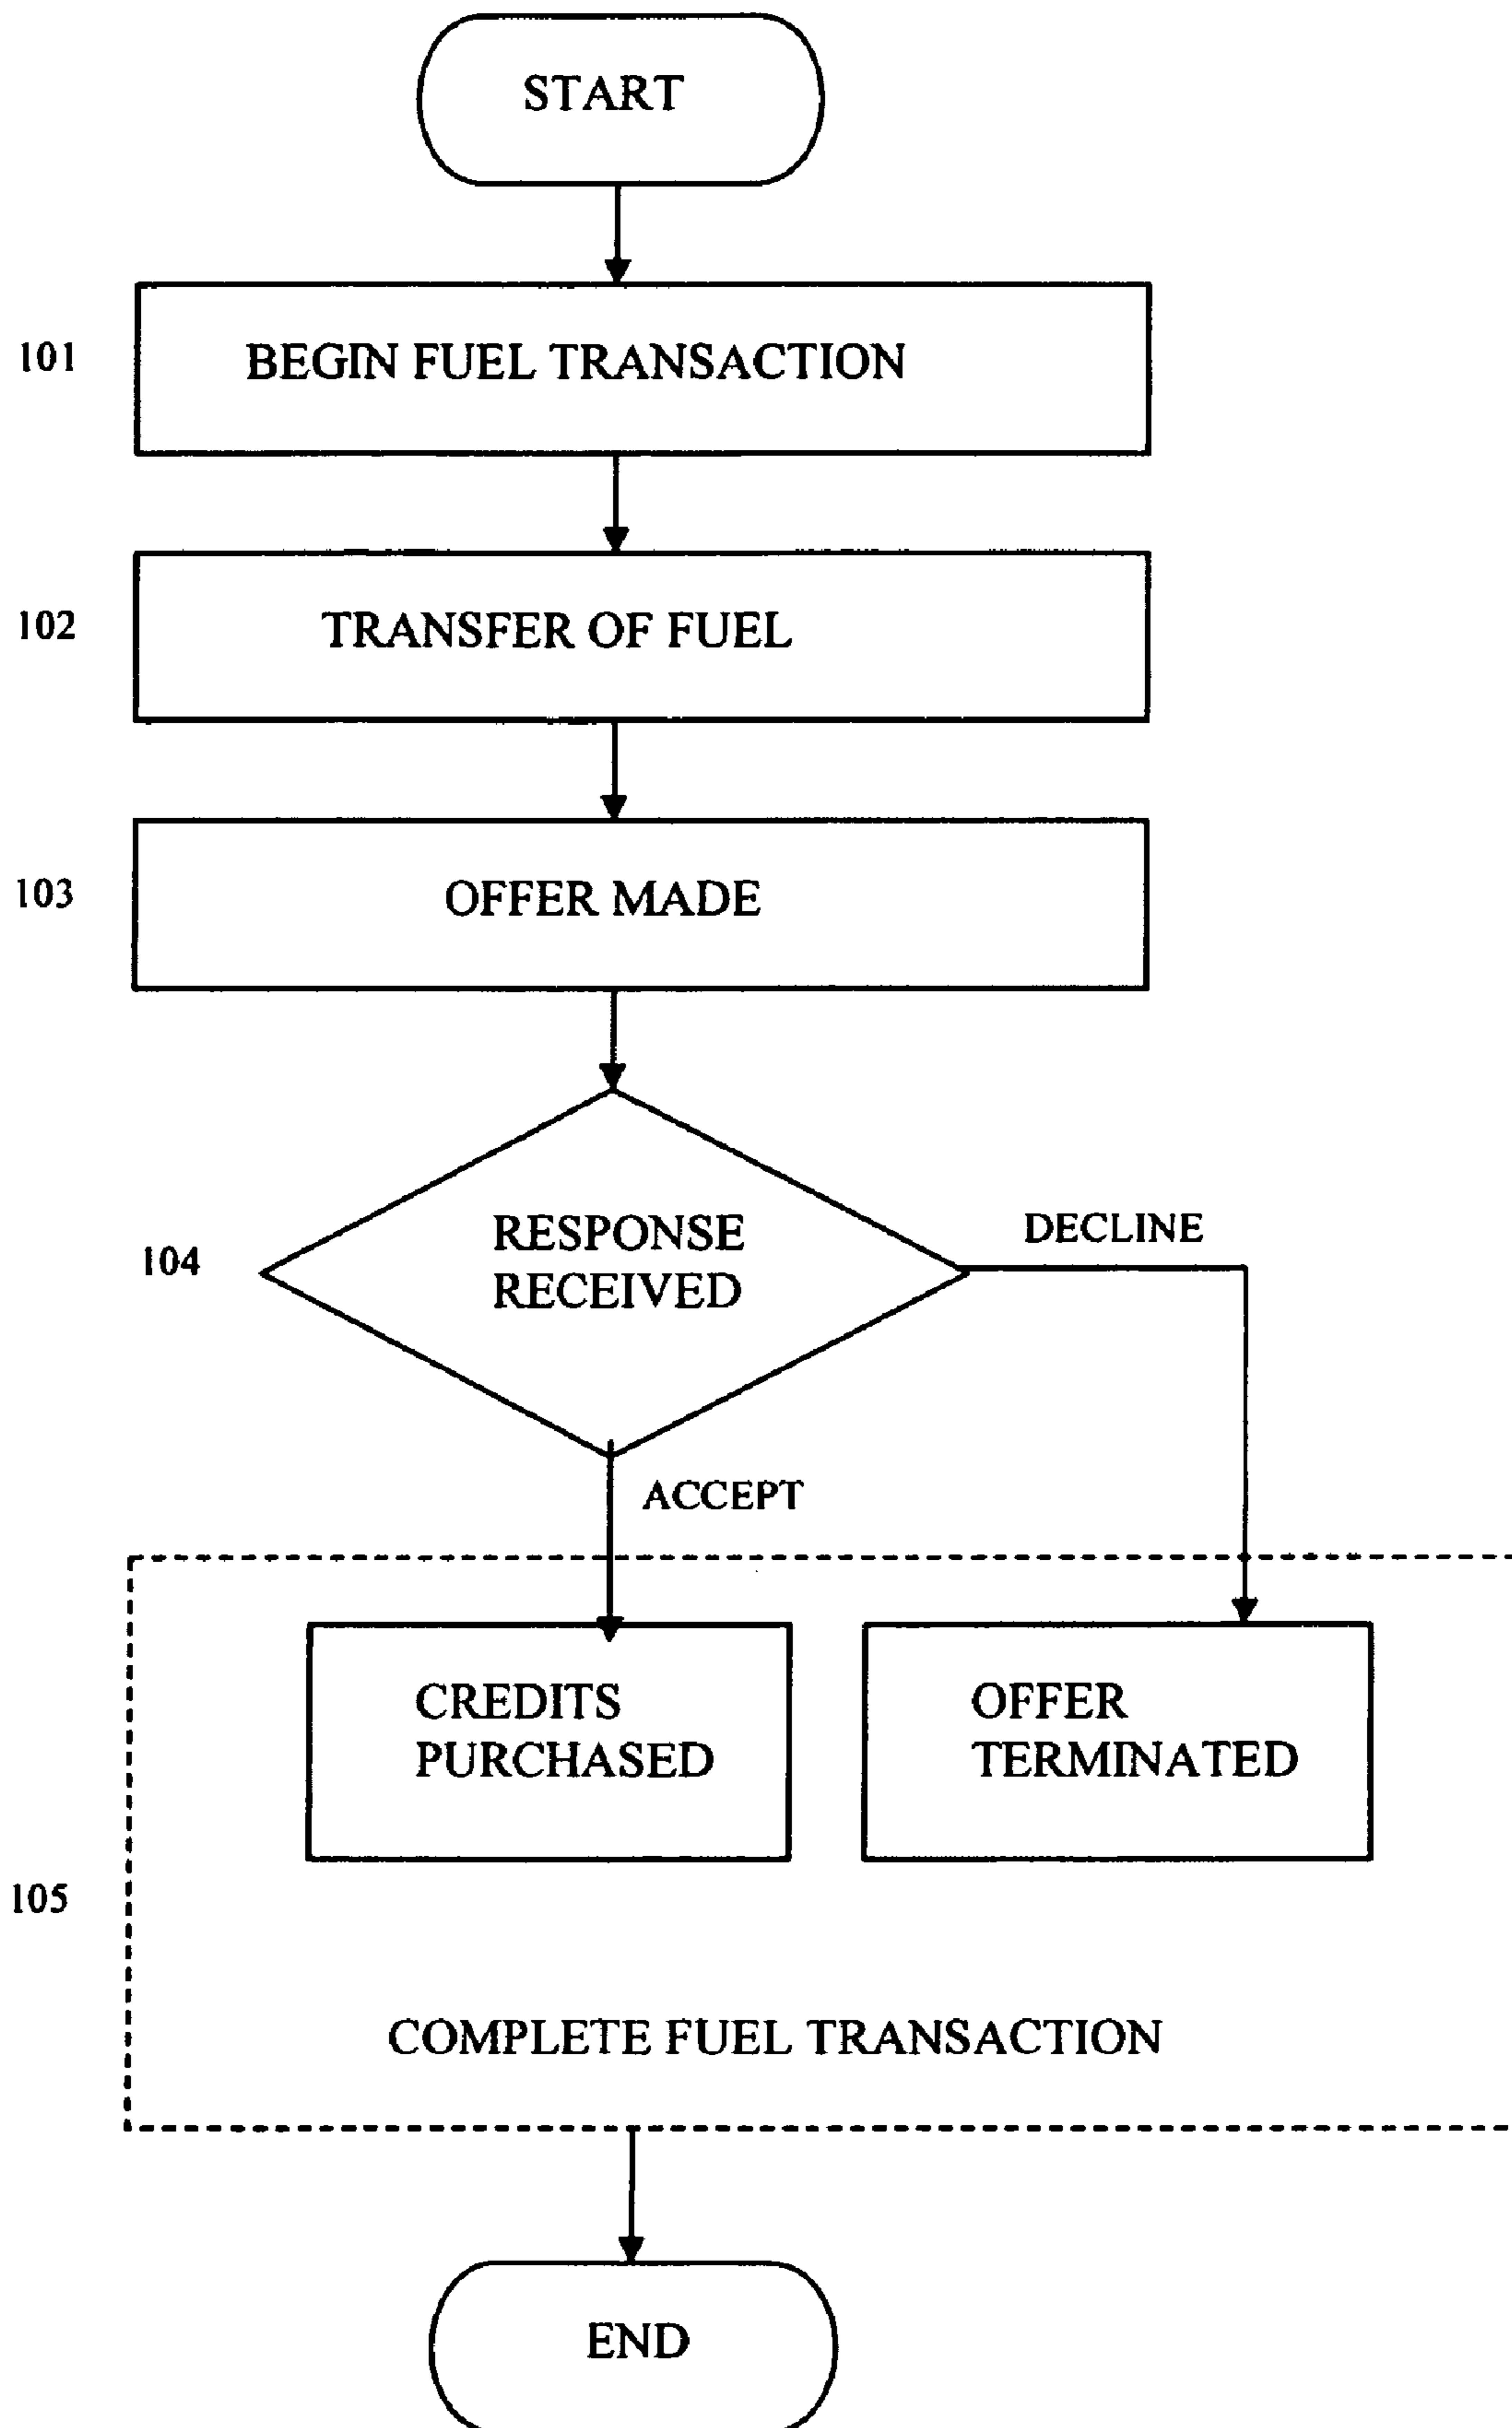 START
101
BEGIN FUEL TRANSACTION
102
TRANSFER OF FUEL
103
OFFER MADE
104
RESPONSE
RECEIVED
DECLINE
ACCEPT
CREDITS
PURCHASED
OFFER
TERMINATED
105
COMPLETE FUEL TRANSACTION
END